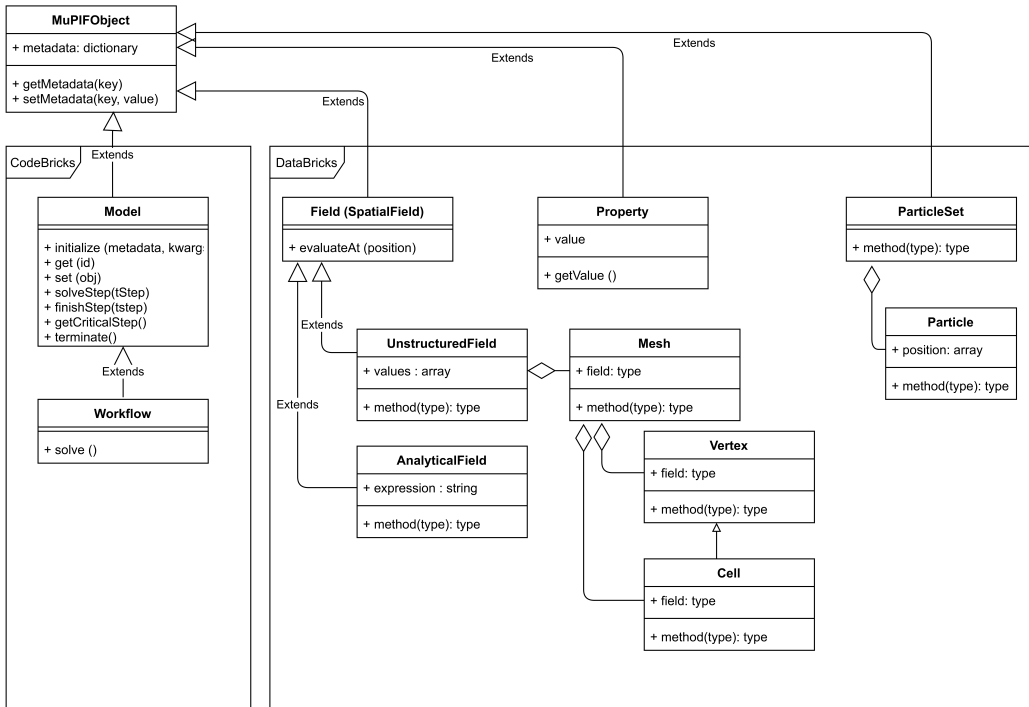 MuPIFObject
+ metadata: dictionary
+ getMetadata(key)
+ setMetadata(key, value)
Extends
Extends
Extends
Extends
CodeBricks
Model
+ initialize (metadata, kwarg
+ get (id)
+ set (obj)
+ solveStep(tStep)
+ finishStep(tstep)
+ getCriticalStep()
+ terminate()
Extends
Workflow
+ solve ()
DataBricks
Field (SpatialField)
+ evaluateAt (position)
Property
+ value
+ getValue ()
ParticleSet
+ method(type): type
Particle
+ position: array
+ method(type): type
Extends
UnstructuredField
+ values : array
+ method(type): type
Mesh
+ field: type
+ method(type): type
Extends
AnalyticalField
+ expression : string
+ method(type): type
Vertex
+ field: type
+ method(type): type
Cell
+ field: type
+ method(type): type